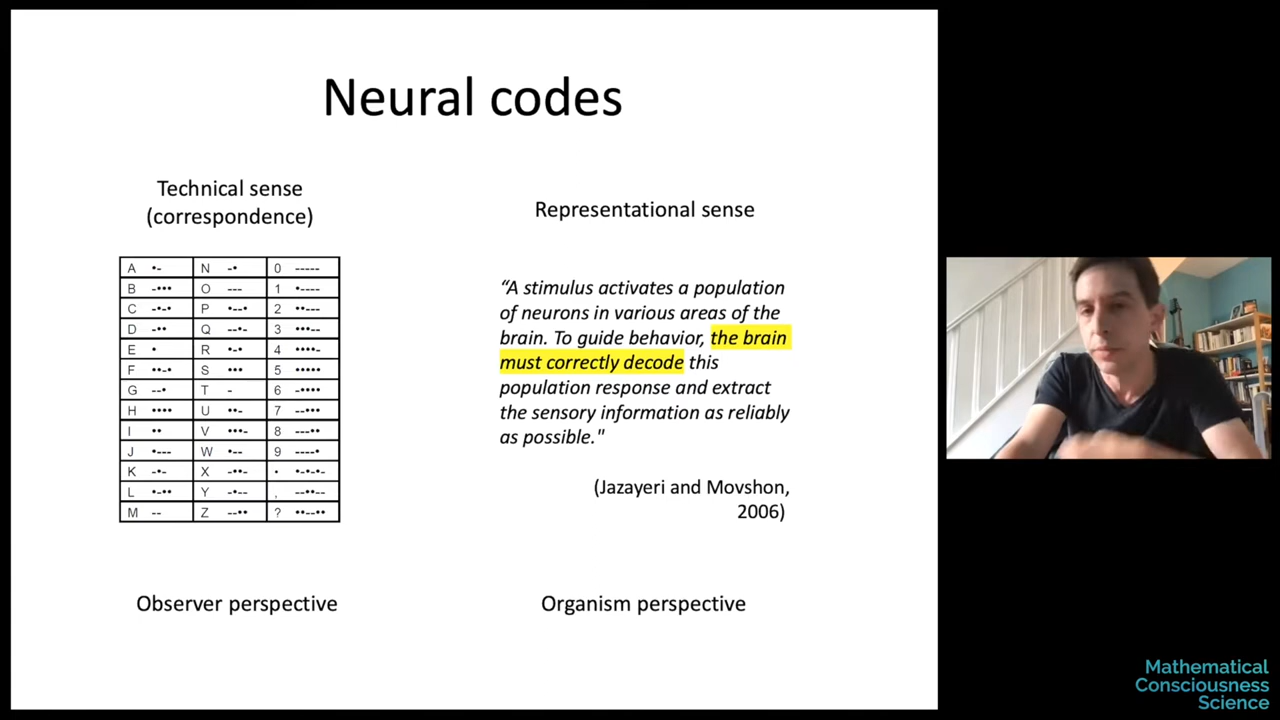 Neural codes
Technical sense
(correspondence)
A •- N -• 0 -----
B -••• O --- 1 •----
C -•-• P •--• 2 ••---
D -•• Q --•- 3 •••--
E • R •-• 4 ••••-
F ••-• S ••• 5 •••••
G --• T - 6 -••••
H •••• U ••- 7 --•••
I •• V •••- 8 ---••
J •--- W •-- 9 ----•
K -•- X -••- • •-•-•-
L •-•• Y -•-- , --••--
M -- Z --•• ? ••--••
Observer perspective
Representational sense
“A stimulus activates a population
of neurons in various areas of the
brain. To guide behavior, the brain
must correctly decode this
population response and extract
the sensory information as reliably
as possible."
(Jazayeri and Movshon,
2006)
Organism perspective
Mathematical
Consciousness
Science